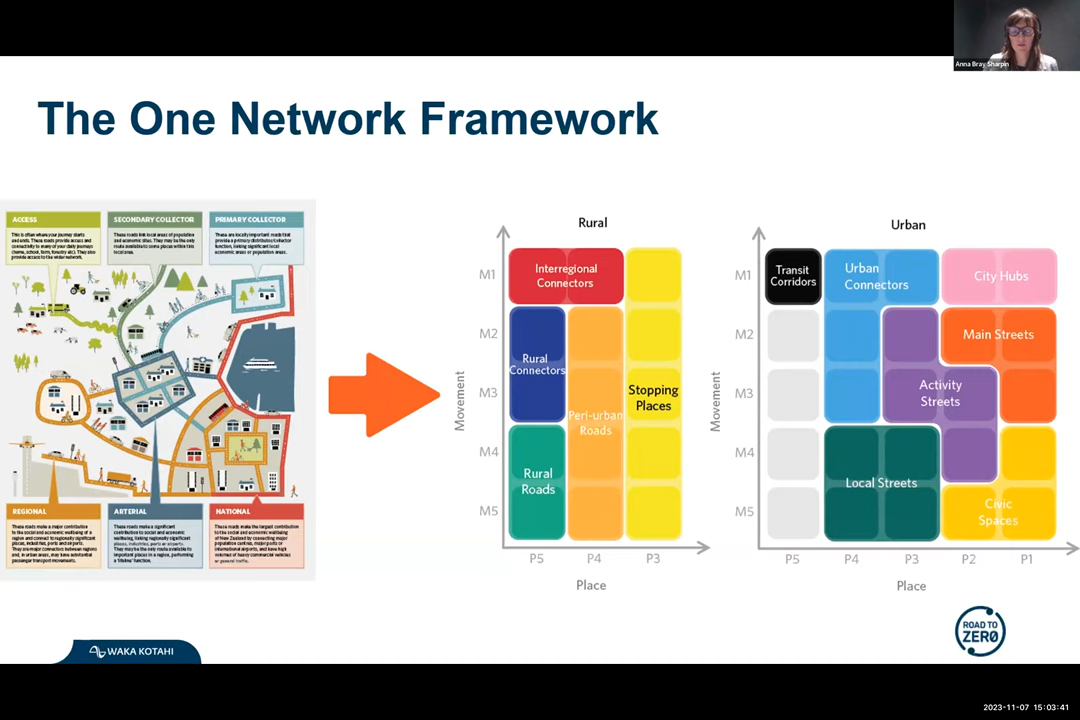 Anna Bray Sharpin
The One Network Framework
ACCESS
This is often where your journey starts
and ends. These roads provide access and
connectivity to many of your daily journeys
(home, school, farm, forestry etc). They also
provide access to the wider network.
SECONDARY COLLECTOR
These roads link local areas of population
and economic sites. They may be the only
route available to some places within this
local area.
PRIMARY COLLECTOR
These are locally important roads that
provide a primary distributor/collector
function, linking significant local
economic areas or population areas.
REGIONAL
These roads make a major contribution
to the social and economic wellbeing of a
region and connect to regionally significant
places, industries, ports and airports.
They are major connectors between regions
and, in urban areas, may have substantial
passenger transport movements.
ARTERIAL
These roads make a significant
contribution to social and economic
wellbeing, linking regionally significant
places, industries, ports or airports.
They may be the only route available to
important places in a region, performing
a 'lifeline' function.
NATIONAL
These roads make the largest contribution
to the social and economic wellbeing
of New Zealand by connecting major
population centres, major ports or
international airports, and have high
volumes of heavy commercial vehicles
or general traffic.
Rural
Movement
M1
M2
M3
M4
M5
Interregional
Connectors
Rural
Connectors
Peri-urban
Roads
Stopping
Places
Rural
Roads
P5
P4
P3
Place
Urban
Movement
M1
M2
M3
M4
M5
Transit
Corridors
Urban
Connectors
City Hubs
Main Streets
Activity
Streets
Local Streets
Civic
Spaces
P5
P4
P3
P2
P1
Place
WAKA KOTAHI
ROAD TO
ZERO
2023-11-07 15:03:41